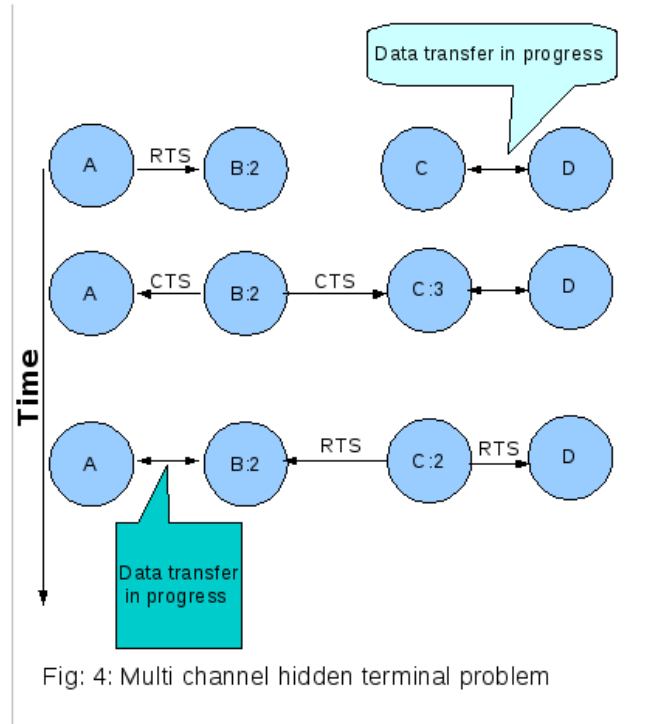 Data transfer in progress
A
RTS
B:2
C
D
A
CTS
B:2
CTS
C:3
D
Time
A
B:2
RTS
C:2
RTS
D
Data transfer
in progress
Fig: 4: Multi channel hidden terminal problem